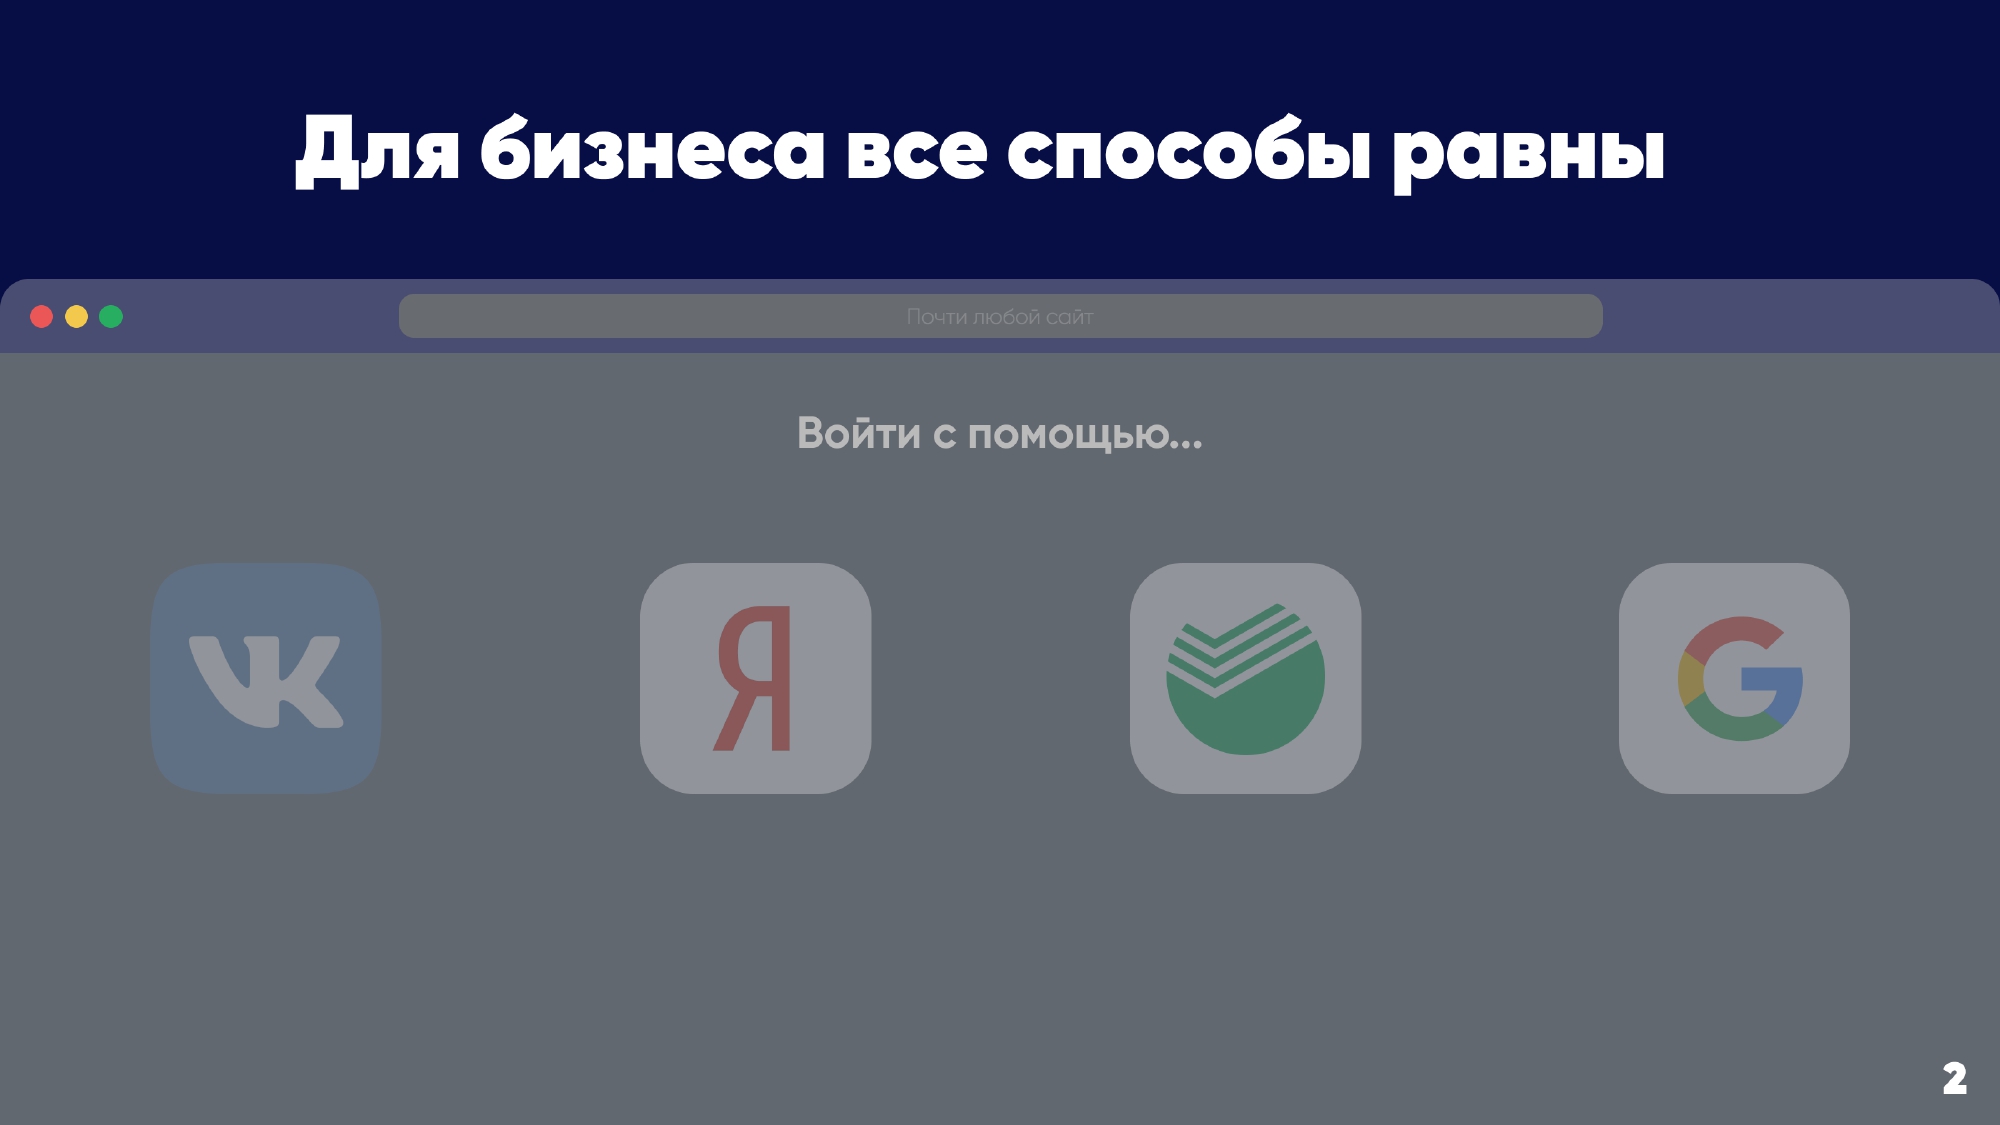 Для бизнеса все способы равны
Почти любой сайт
Войти с помощью...
2